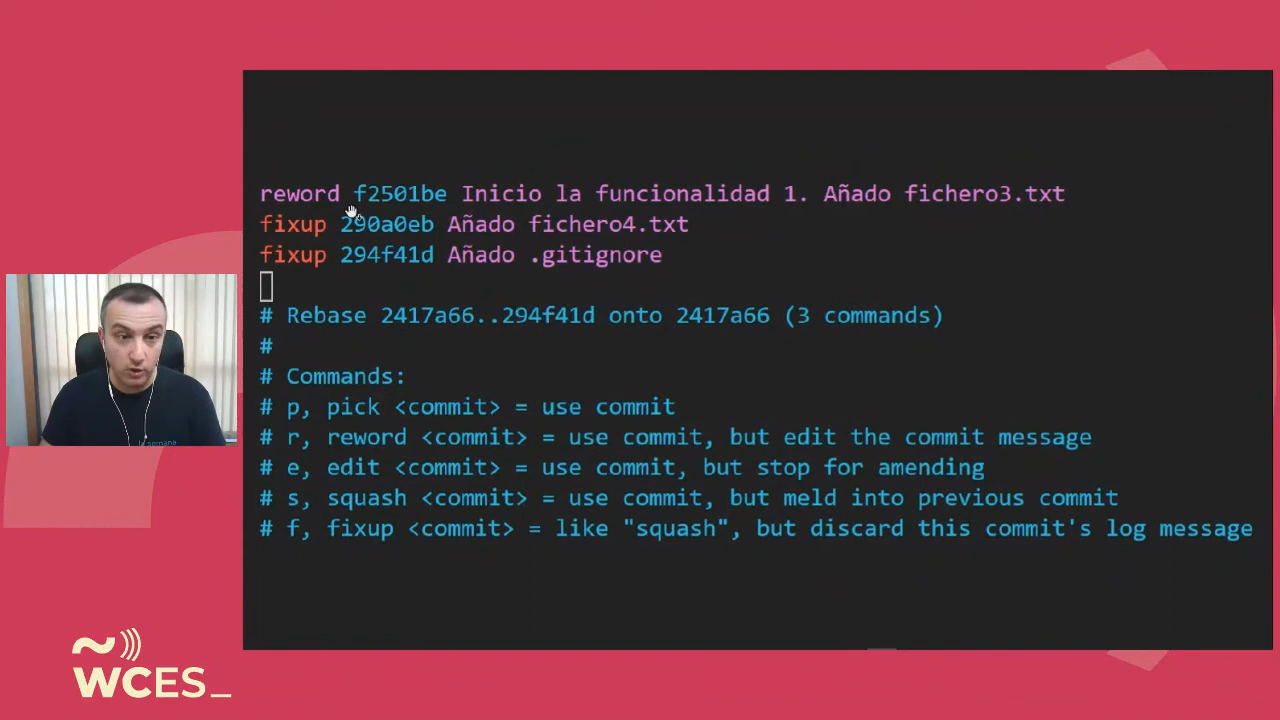 reword f2501be Inicio la funcionalidad 1. Añado fichero3.txt
fixup 290a0eb Añado fichero4.txt
fixup 294f41d Añado .gitignore
# Rebase 2417a66..294f41d onto 2417a66 (3 commands)
#
# Commands:
# p, pick <commit> = use commit
# r, reword <commit> = use commit, but edit the commit message
# e, edit <commit> = use commit, but stop for amending
# s, squash <commit> = use commit, but meld into previous commit
# f, fixup <commit> = like "squash", but discard this commit's log message
la semana
WCES_